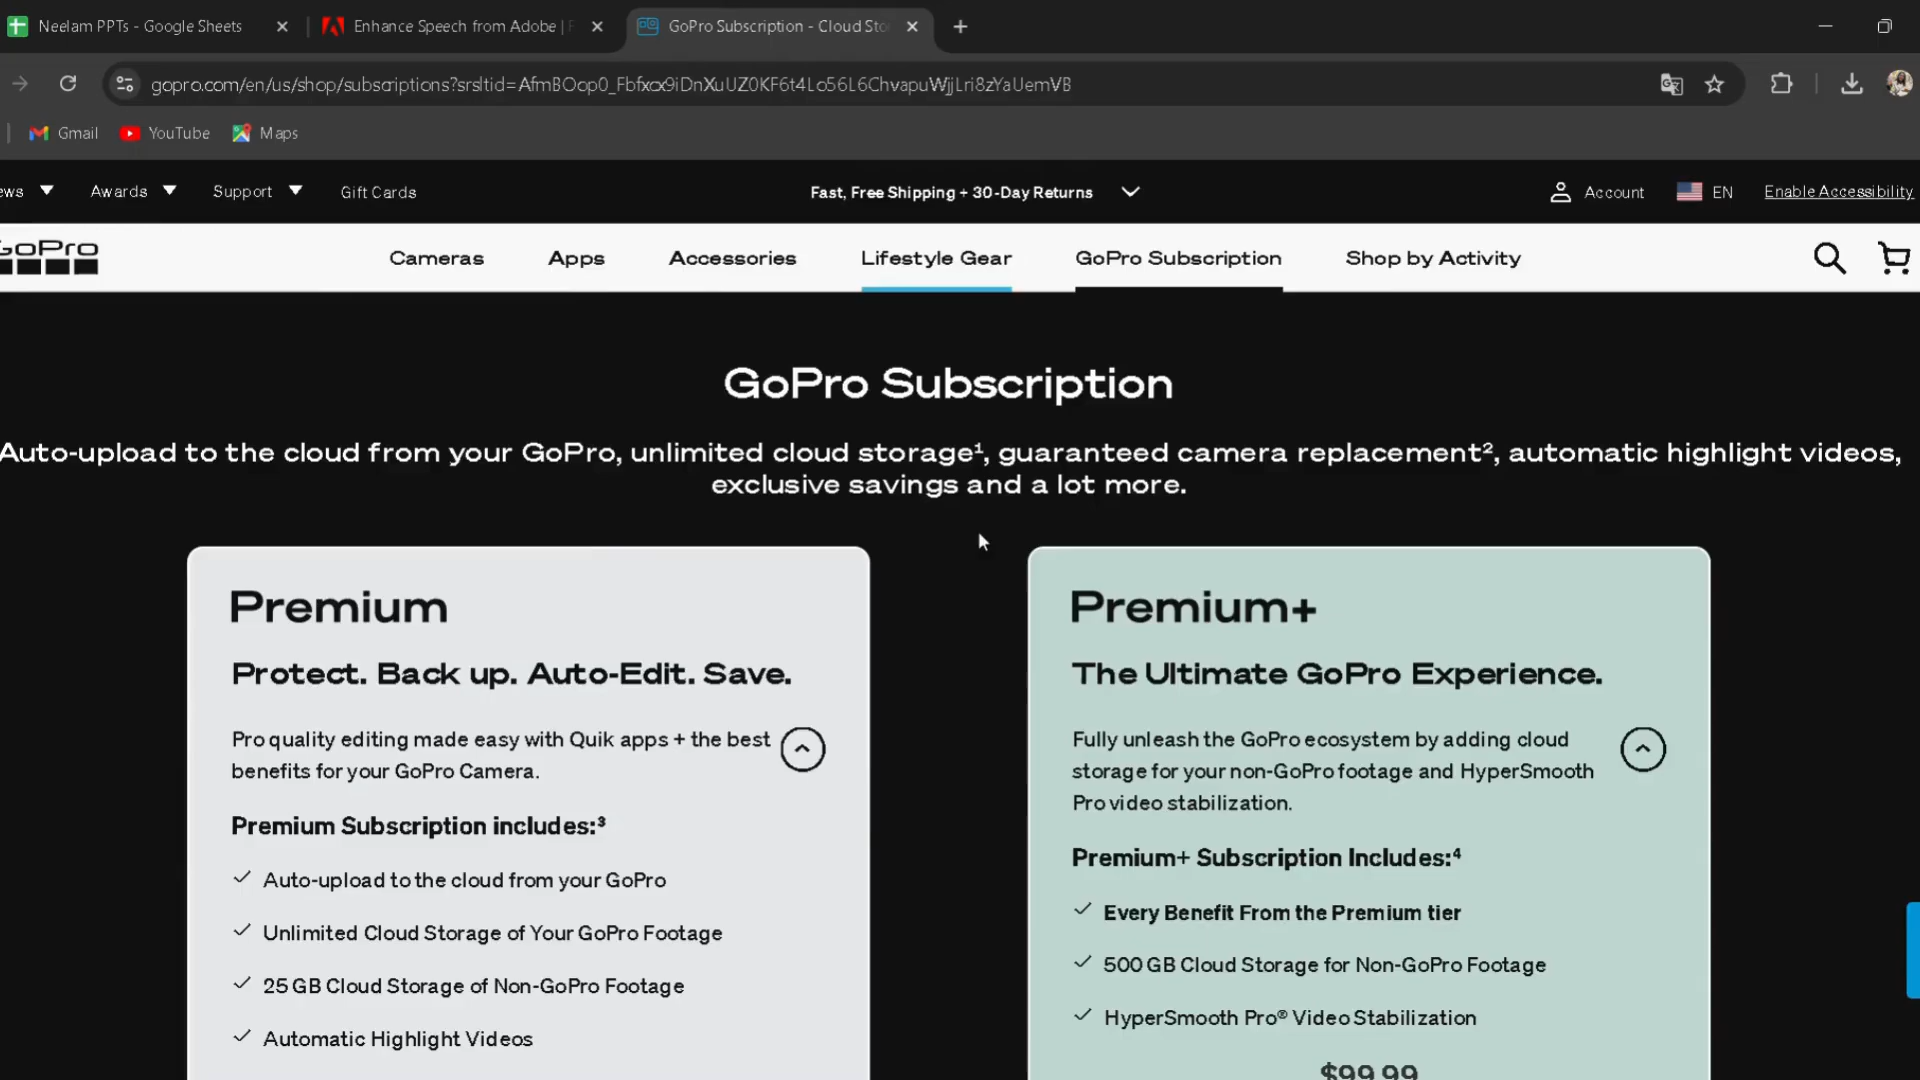 Neelam PPTs - Google Sheets
Enhance Speech from Adobe |
GoPro Subscription - Cloud Sto
gopro.com/en/us/shop/subscriptions?srsltid=AfmBOop0_Fbfxcx9iDnXuUZ0KF6t4Lo56L6ChvapuWjjLri8zYaUemVB
Gmail YouTube Maps
ews Awards Support Gift Cards Fast, Free Shipping + 30-Day Returns Account EN Enable Accessibility
GoPro Cameras Apps Accessories Lifestyle Gear GoPro Subscription Shop by Activity
GoPro Subscription
Auto-upload to the cloud from your GoPro, unlimited cloud storage¹, guaranteed camera replacement², automatic highlight videos,
exclusive savings and a lot more.
Premium
Protect. Back up. Auto-Edit. Save.
Pro quality editing made easy with Quik apps + the best
benefits for your GoPro Camera.
Premium Subscription includes:³
Auto-upload to the cloud from your GoPro
Unlimited Cloud Storage of Your GoPro Footage
25 GB Cloud Storage of Non-GoPro Footage
Automatic Highlight Videos
Premium+
The Ultimate GoPro Experience.
Fully unleash the GoPro ecosystem by adding cloud
storage for your non-GoPro footage and HyperSmooth
Pro video stabilization.
Premium+ Subscription Includes:⁴
Every Benefit From the Premium tier
500 GB Cloud Storage for Non-GoPro Footage
HyperSmooth Pro® Video Stabilization
$99.99